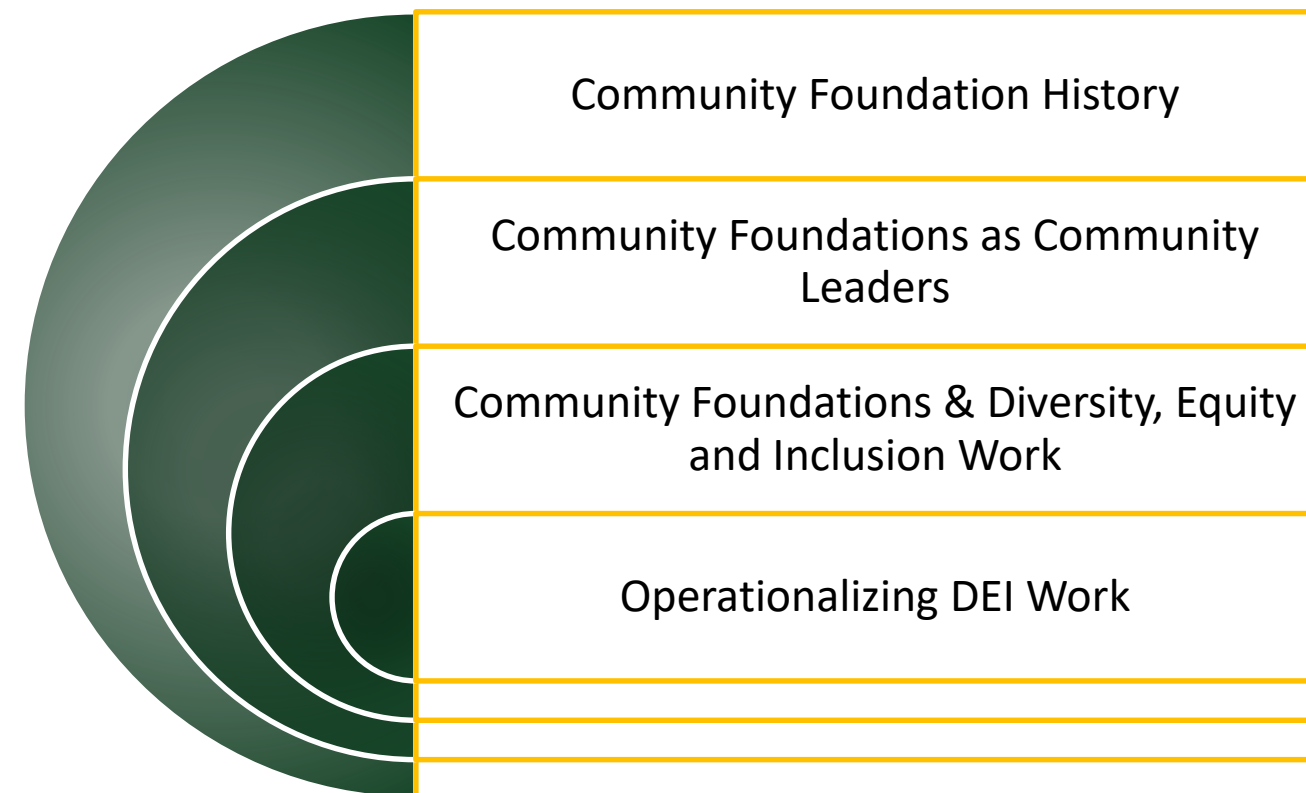 Community Foundation History
Community Foundations as Community
Leaders
Community Foundations & Diversity, Equity
and Inclusion Work
Operationalizing DEI Work